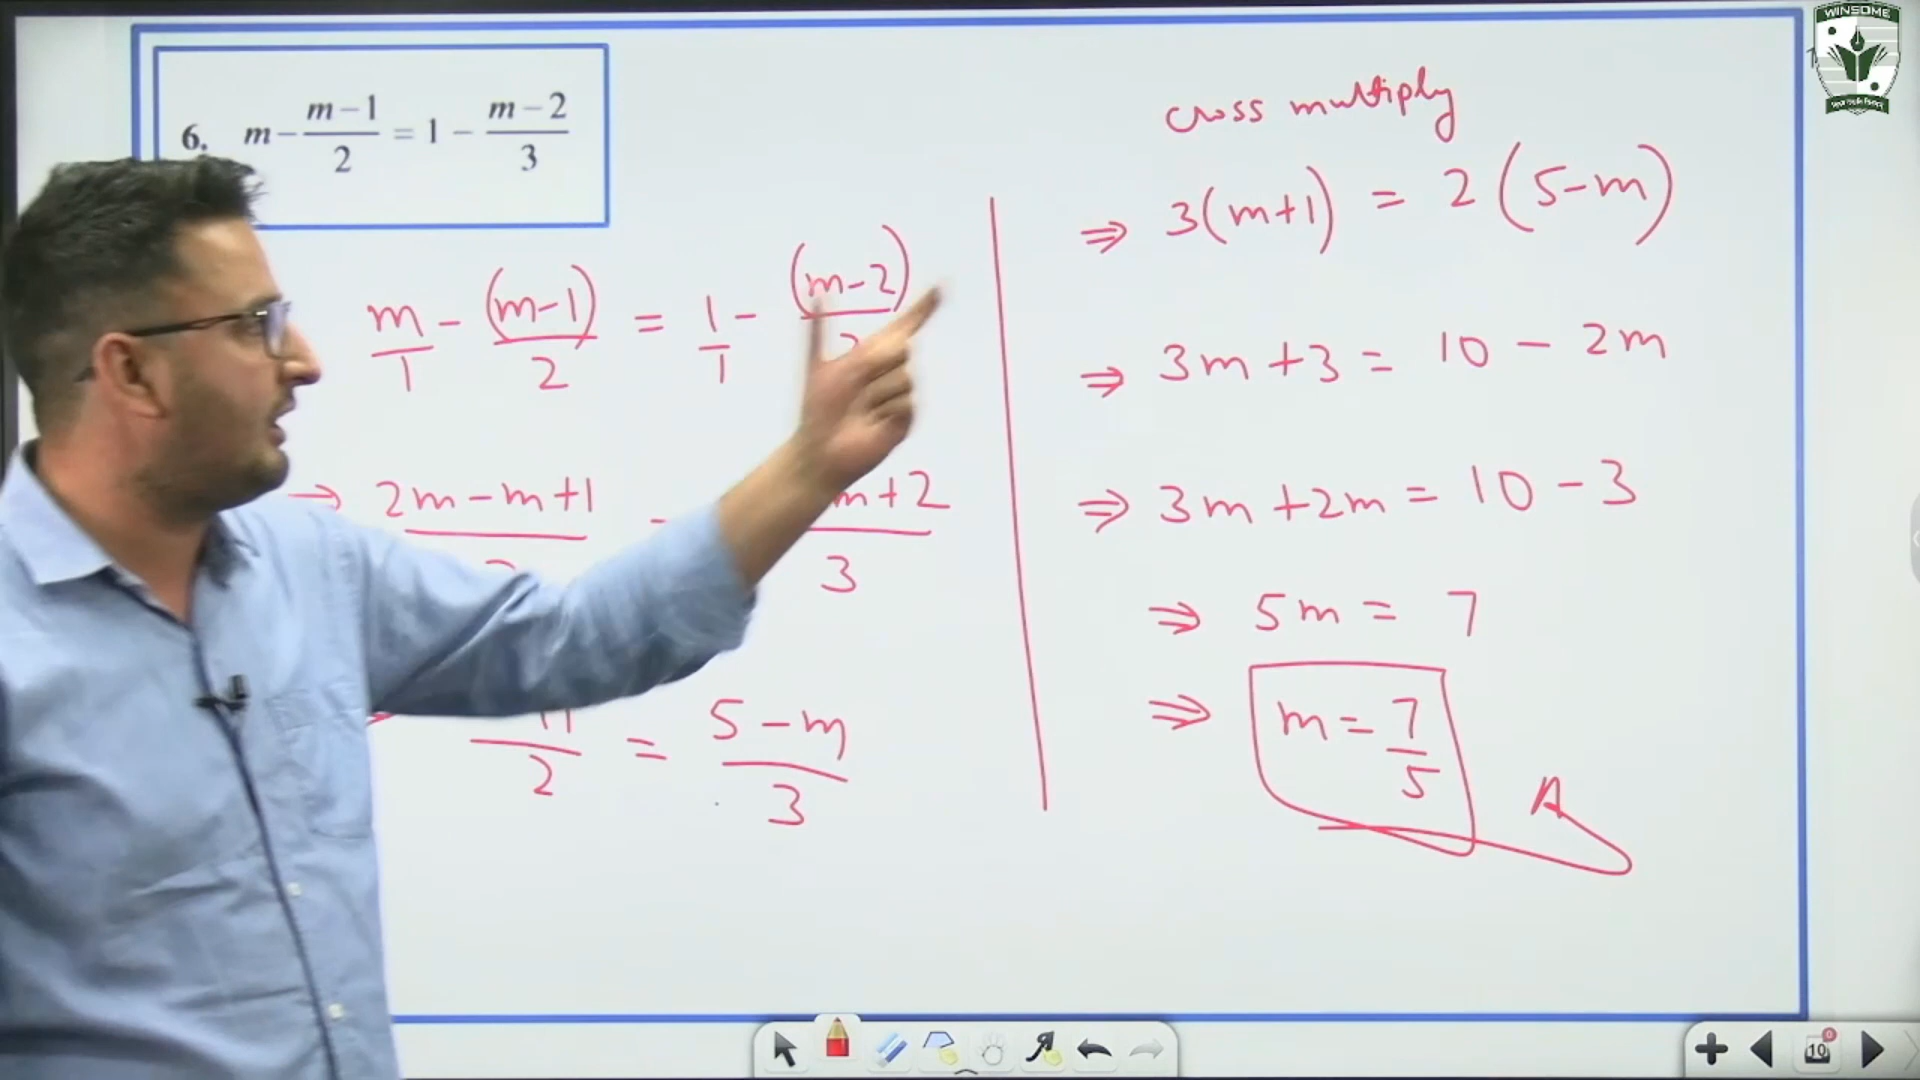 WINSOME
6. m - (m-1)/2 = 1 - (m-2)/3
m/1 - (m-1)/2 = 1/1 - (m-2)/
→ 2m-m+1 m+2 / 3
/2 = 5-m/3
cross multiply
⇒ 3(m+1) = 2(5-m)
⇒ 3m+3 = 10 - 2m
⇒ 3m+2m = 10-3
⇒ 5m = 7
⇒ m = 7/5
A
10